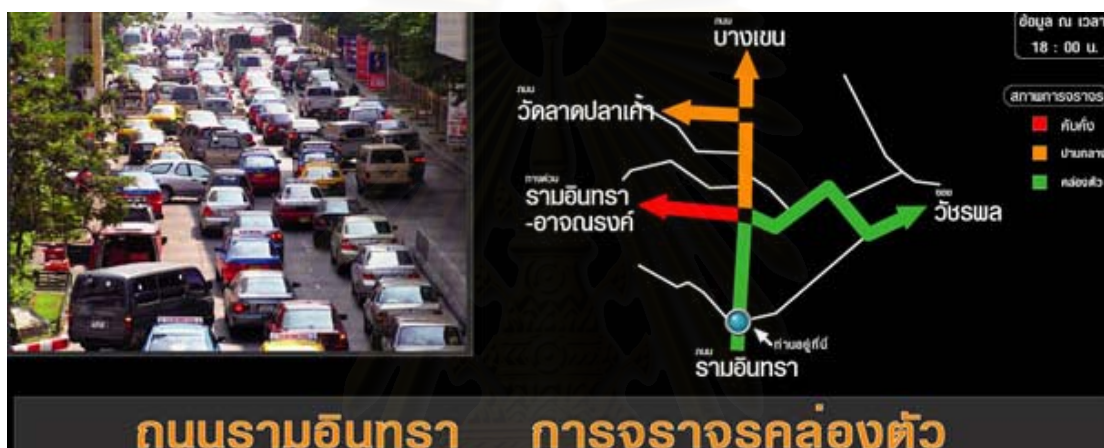 ข้อมูล ณ เวลา
18 : 00 น.
ถนน
บางเขน
ถนน
วัดลาดปลาเค้า
สภาพการจราจร
คับคั่ง
ปานกลาง
คล่องตัว
ทางด่วน
รามอินทรา
-อาจณรงค์
ซอย
วัชรพล
ท่านอยู่ที่นี่
ถนน
รามอินทรา
ถนนรามอินทรา การจราจรคล่องตัว